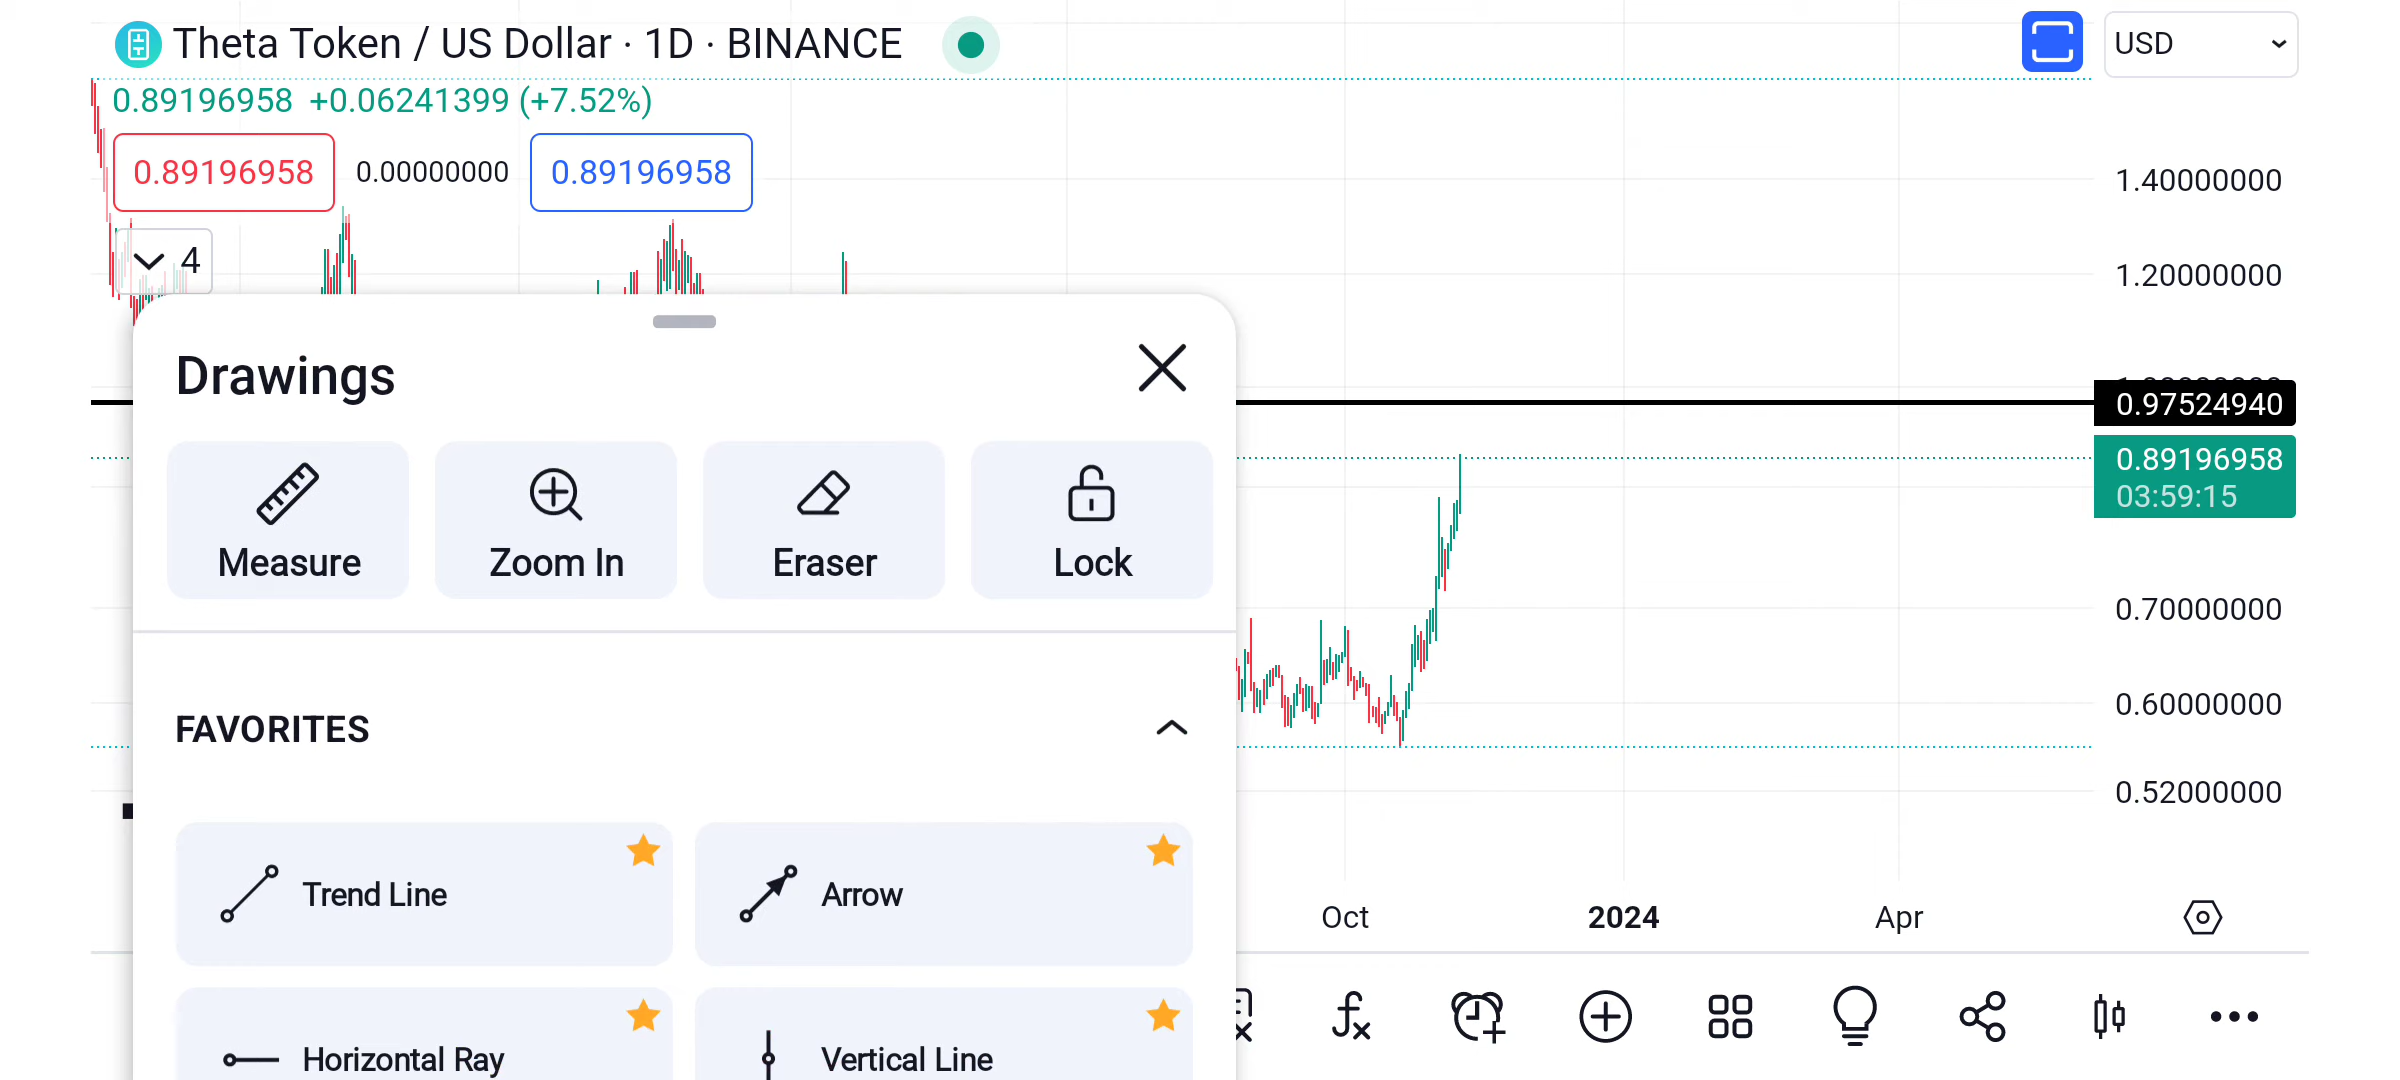 Theta Token / US Dollar · 1D · BINANCE
USD
0.89196958 +0.06241399 (+7.52%)
0.89196958 0.00000000 0.89196958
1.40000000
4
1.20000000
Drawings
0.97524940
0.89196958
03:59:15
Measure Zoom In Eraser Lock
0.70000000
0.60000000
FAVORITES
0.52000000
Trend Line Arrow
Oct 2024 Apr
Horizontal Ray Vertical Line